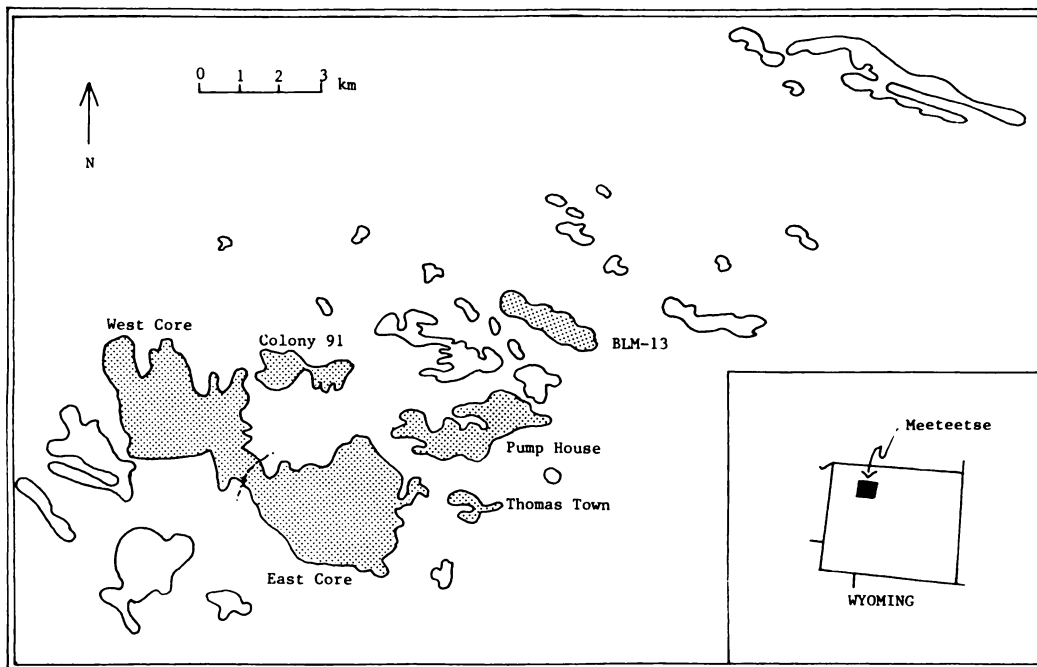 0 1 2 3 km
N
West Core
Colony 91
BLM-13
Pump House
Thomas Town
East Core
Meeteetse
WYOMING